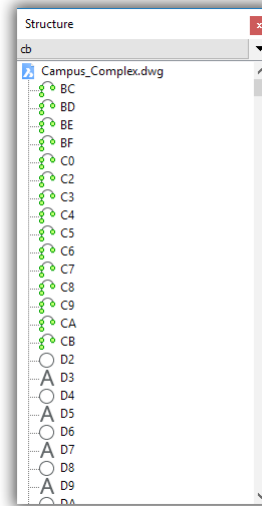 Structure
cb
Campus_Complex.dwg
BC
BD
BE
BF
C0
C2
C3
C4
C5
C6
C7
C8
C9
CA
CB
D2
D3
D4
D5
D6
D7
D8
D9
DA